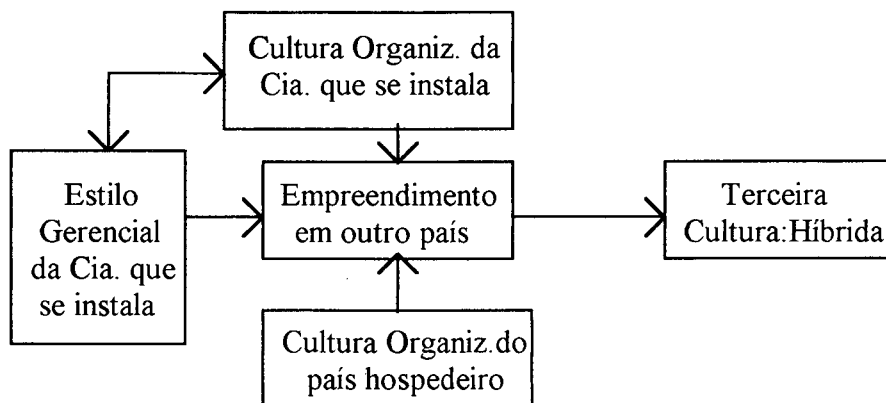 Cultura Organiz. da
Cia. que se instala
Estilo
Gerencial
da Cia. que
se instala
Empreendimento
em outro país
Terceira
Cultura:Híbrida
Cultura Organiz.do
país hospedeiro